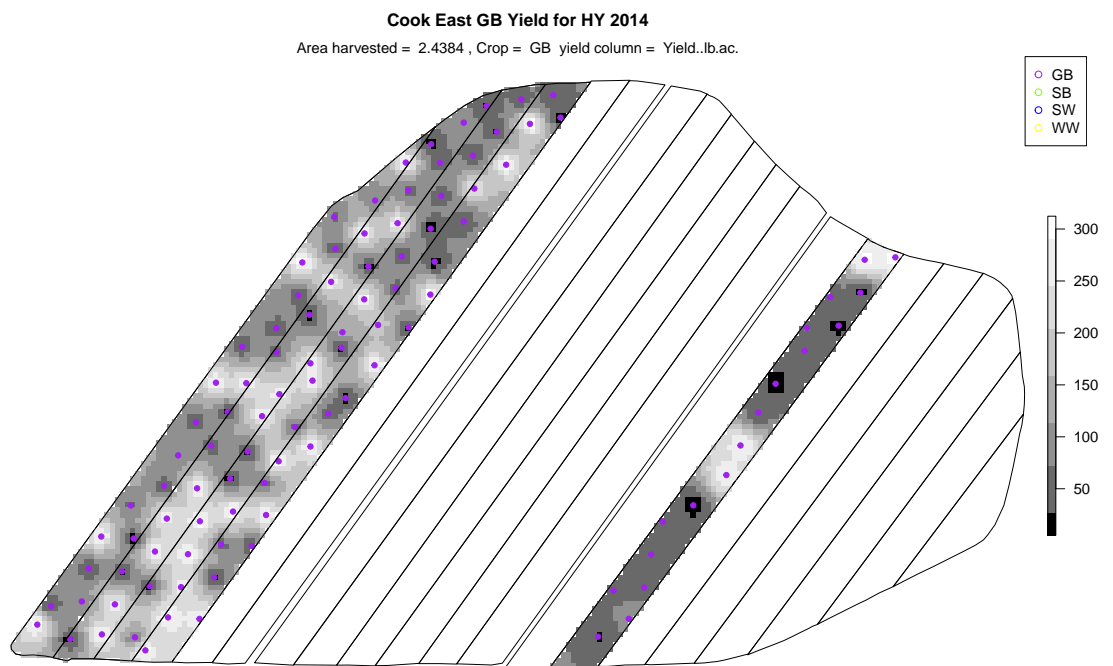 Cook East GB Yield for HY 2014
Area harvested = 2.4384 , Crop = GB yield column = Yield..lb.ac.
GB
SB
SW
WW
300
250
200
150
100
50